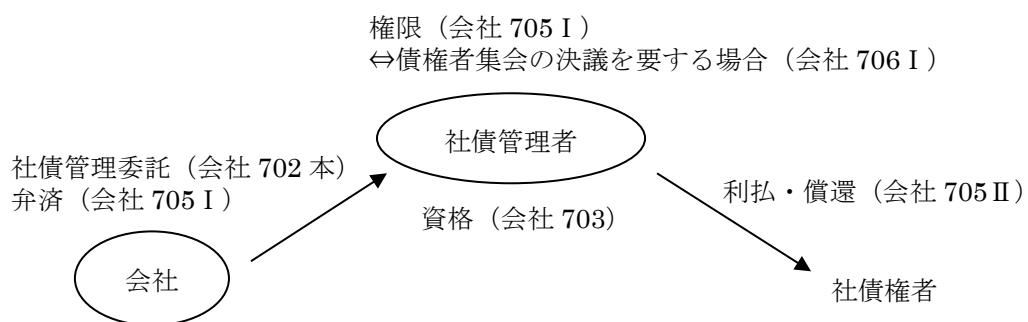 権限（会社 705Ⅰ）
⇔債権者集会の決議を要する場合（会社 706Ⅰ）
社債管理者
社債管理委託（会社 702 本）
弁済（会社 705Ⅰ）
利払・償還（会社 705Ⅱ）
資格（会社 703）
会社
社債権者